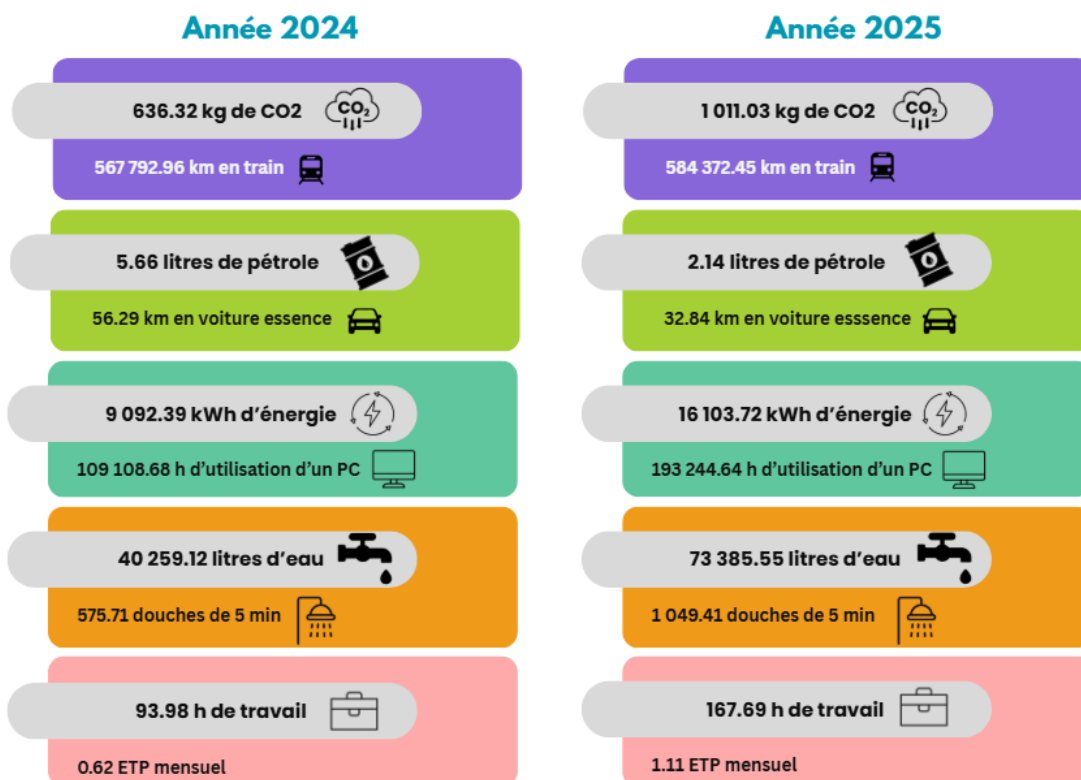 Année 2024
636.32 kg de CO2
CO₂
567 792.96 km en train
5.66 litres de pétrole
56.29 km en voiture essence
9 092.39 kWh d'énergie
109 108.68 h d'utilisation d'un PC
40 259.12 litres d'eau
575.71 douches de 5 min
93.98 h de travail
0.62 ETP mensuel
Année 2025
1 011.03 kg de CO2
CO₂
584 372.45 km en train
2.14 litres de pétrole
32.84 km en voiture esssence
16 103.72 kWh d'énergie
193 244.64 h d'utilisation d'un PC
73 385.55 litres d'eau
1 049.41 douches de 5 min
167.69 h de travail
1.11 ETP mensuel